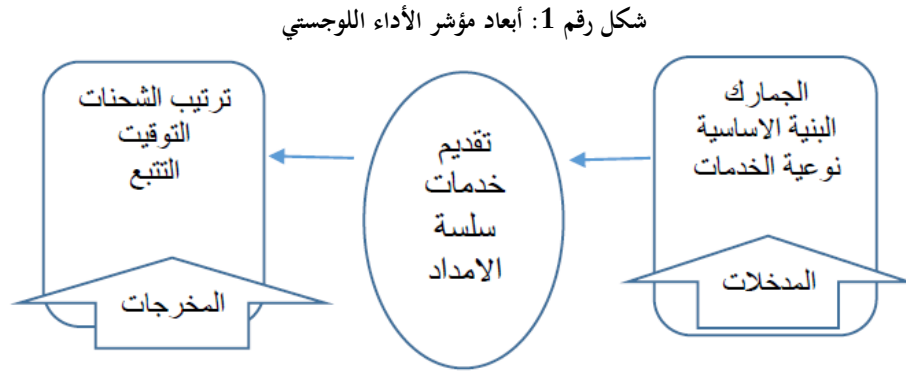 شكل رقم 1: أبعاد مؤشر الأداء اللوجستي
الجمارك
البنية الاساسية
نوعية الخدمات
المدخلات
تقديم
خدمات
سلسة
الامداد
ترتيب الشحنات
التوقيت
التتبع
المخرجات